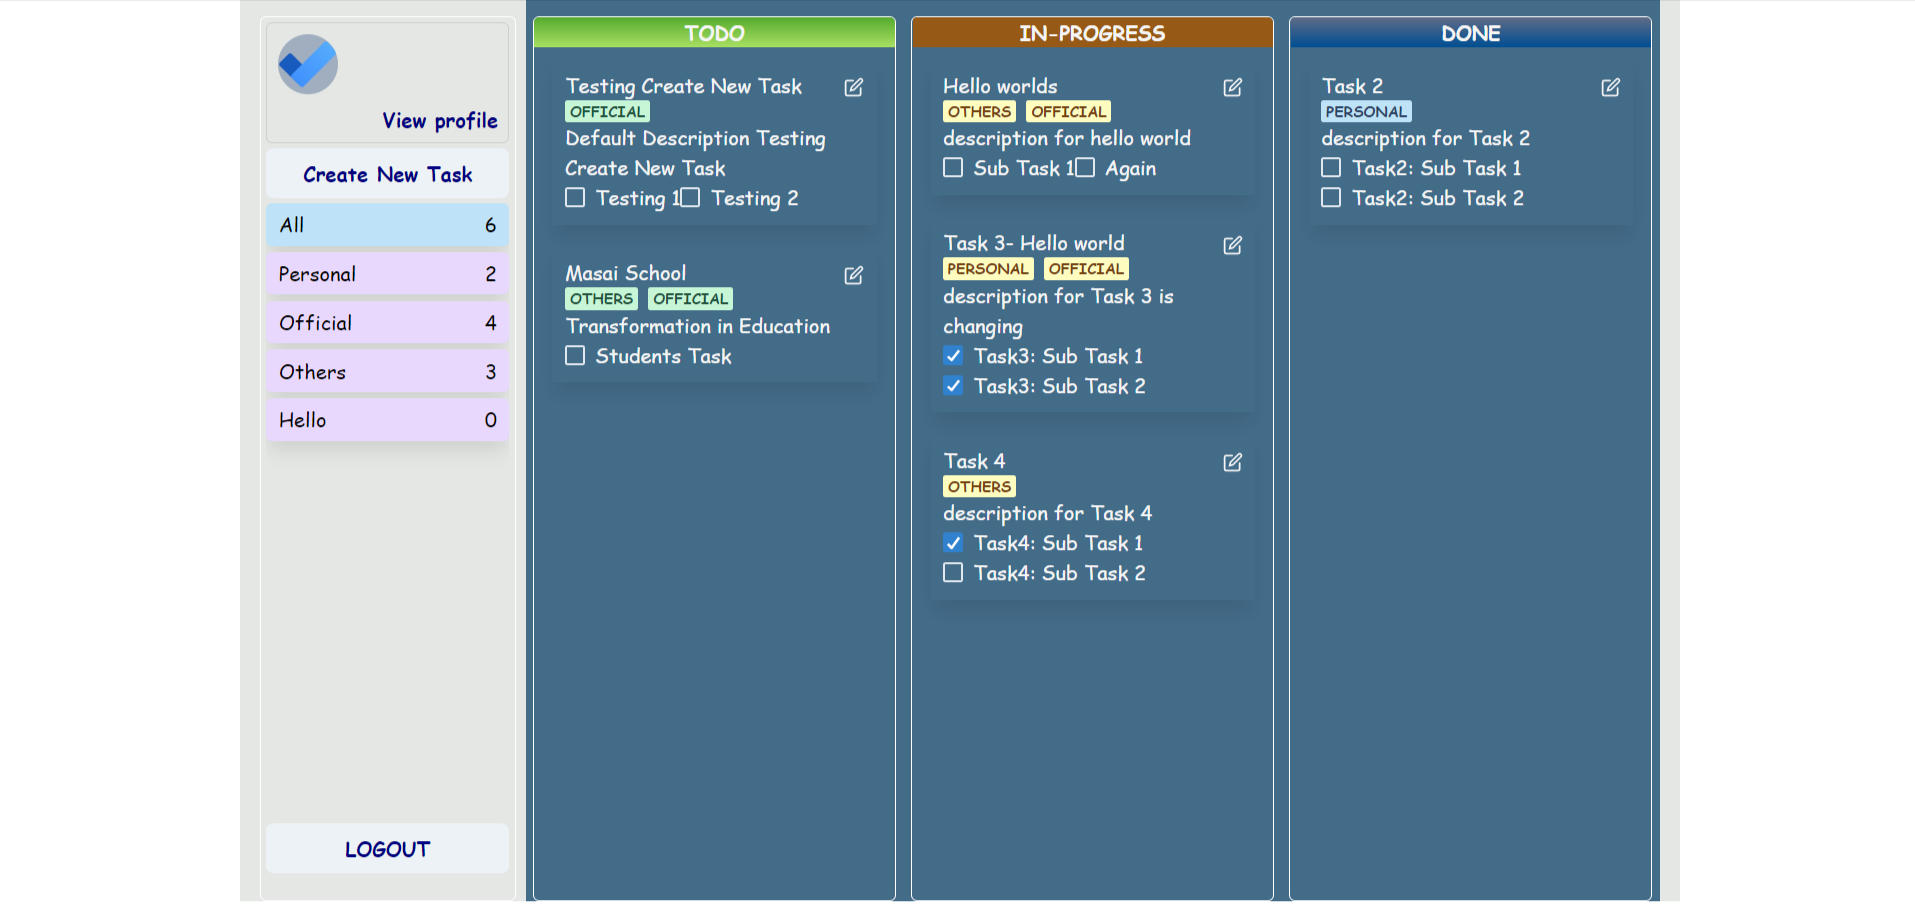 View profile
Create New Task
All 6
Personal 2
Official 4
Others 3
Hello 0
LOGOUT
TODO
Testing Create New Task
OFFICIAL
Default Description Testing
Create New Task
Testing 1 Testing 2
Masai School
OTHERS OFFICIAL
Transformation in Education
Students Task
IN-PROGRESS
Hello worlds
OTHERS OFFICIAL
description for hello world
Sub Task 1 Again
Task 3- Hello world
PERSONAL OFFICIAL
description for Task 3 is
changing
Task3: Sub Task 1
Task3: Sub Task 2
Task 4
OTHERS
description for Task 4
Task4: Sub Task 1
Task4: Sub Task 2
DONE
Task 2
PERSONAL
description for Task 2
Task2: Sub Task 1
Task2: Sub Task 2